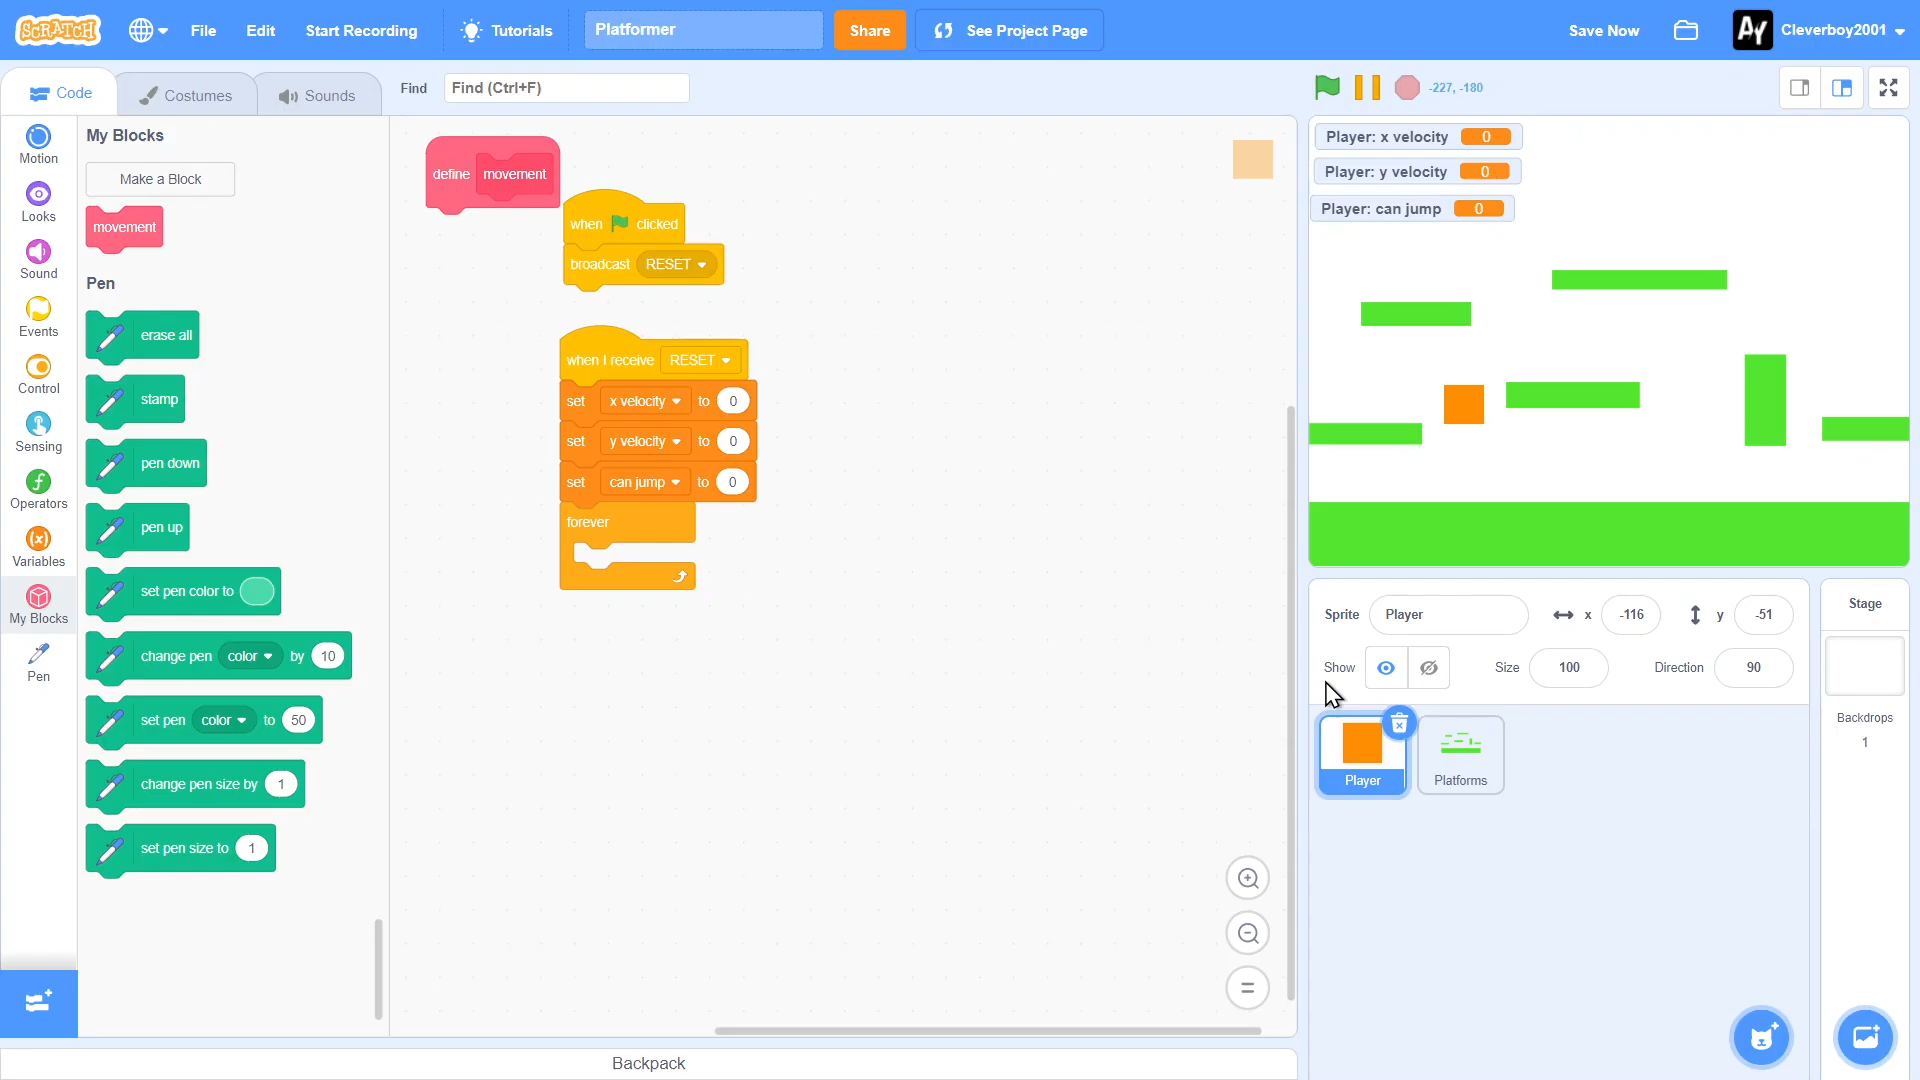 SCRATCH
File
Edit
Start Recording
Tutorials
Platformer
Share
See Project Page
Save Now
Ay
Cleverboy2001
Code
Costumes
Sounds
Find
Find (Ctrl+F)
-227, -180
Motion
Looks
Sound
Events
Control
Sensing
Operators
Variables
My Blocks
Pen
My Blocks
Make a Block
movement
Pen
erase all
stamp
pen down
pen up
set pen color to
change pen color by 10
set pen color to 50
change pen size by 1
set pen size to 1
define movement
when clicked
broadcast RESET
when I receive RESET
set x velocity to 0
set y velocity to 0
set can jump to 0
forever
Player: x velocity 0
Player: y velocity 0
Player: can jump 0
Sprite Player x -116 y -51
Show Size 100 Direction 90
Player
Platforms
Stage
Backdrops
1
Backpack